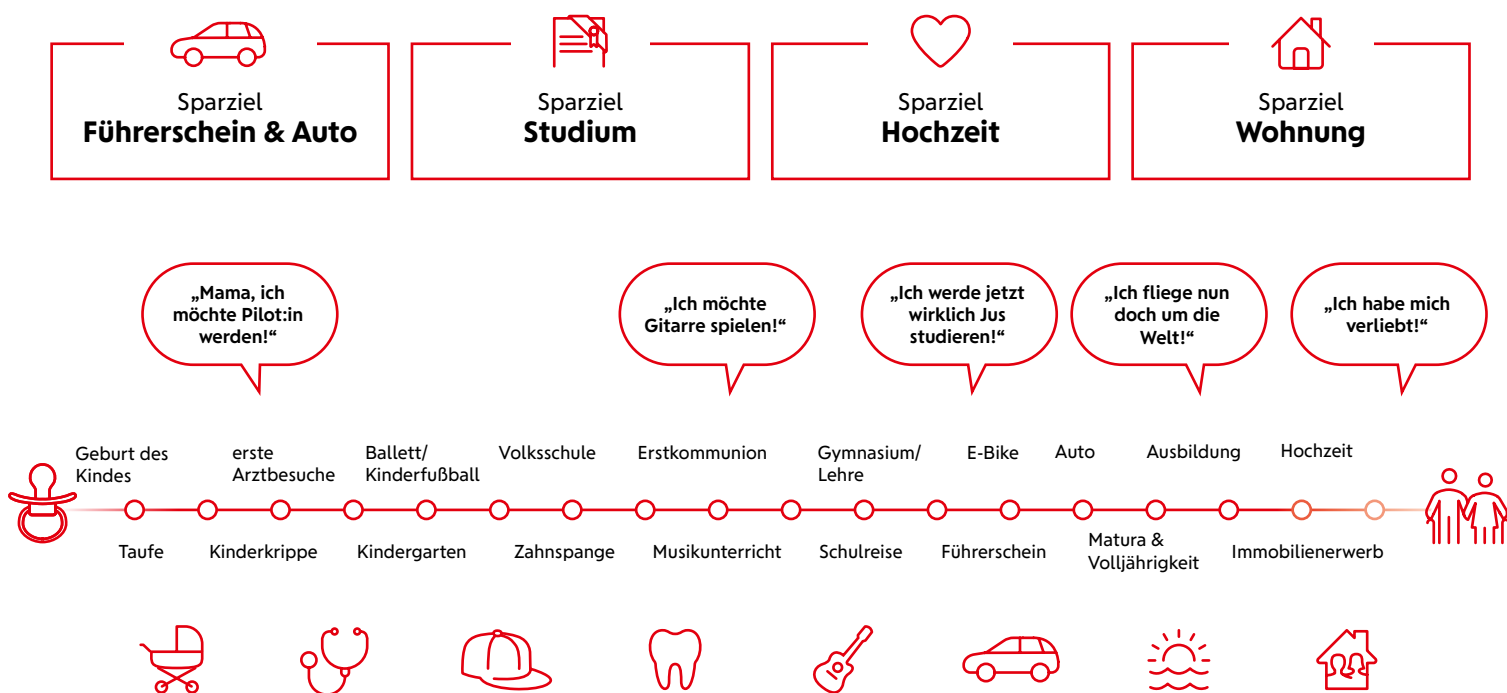 Sparziel
Führerschein & Auto
Sparziel
Studium
Sparziel
Hochzeit
Sparziel
Wohnung
„Mama, ich
möchte Pilot:in
werden!“
„Ich möchte
Gitarre spielen!“
„Ich werde jetzt
wirklich Jus
studieren!“
„Ich fliege nun
doch um die
Welt!“
„Ich habe mich
verliebt!“
Geburt des
Kindes
erste
Arztbesuche
Ballett/
Kinderfußball
Volksschule
Erstkommunion
Gymnasium/
Lehre
E-Bike
Auto
Ausbildung
Hochzeit
Taufe
Kinderkrippe
Kindergarten
Zahnspange
Musikunterricht
Schulreise
Führerschein
Matura &
Volljährigkeit
Immobilienerwerb